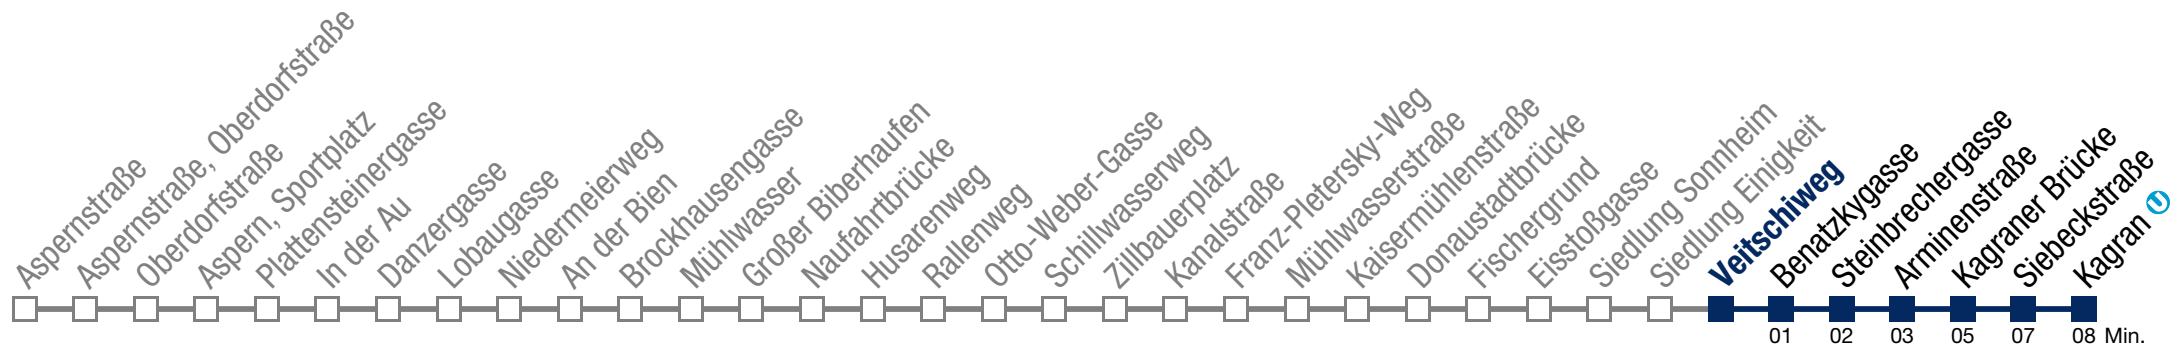 Aspernstraße
Aspernstraße, Oberdorfstraße
Oberdorfstraße
Aspern, Sportplatz
Plattensteinergasse
In der Au
Danzergasse
Lobaugasse
Niedermeierweg
An der Bien
Brockhausengasse
Mühlwasser
Großer Biberhaufen
Naufahrtbrücke
Husarenweg
Rallenweg
Otto-Weber-Gasse
Schillwasserweg
Zillbauerplatz
Kanalstraße
Franz-Pletersky-Weg
Mühlwasserstraße
Kaisermühlenstraße
Donaustadtbrücke
Fischergrund
Eisstoßgasse
Siedlung Sonnheim
Siedlung Einigkeit
Veitschiweg
Benatzkygasse
Steinbrechergasse
Arminenstraße
Kagraner Brücke
Siebeckstraße
Kagran U
01 02 03 05 07 08 Min.